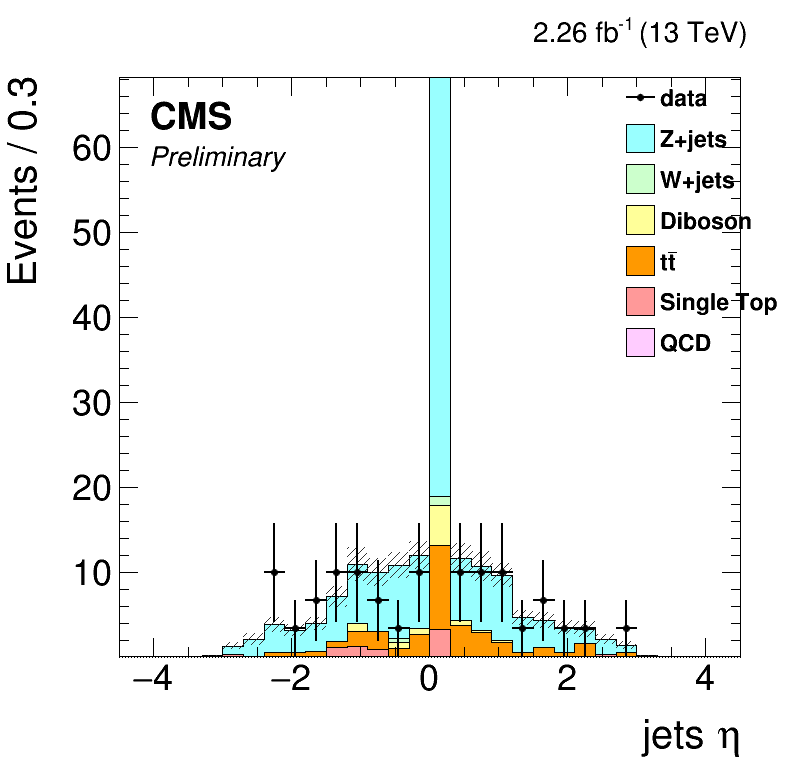 2.26 fb-1 (13 TeV)
CMS
Preliminary
Events / 0.3
60
50
40
30
20
10
data
Z+jets
W+jets
Diboson
tt̄
Single Top
QCD
−4 −2 0 2 4
jets η